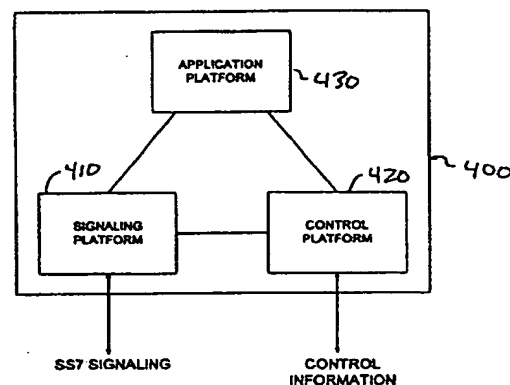 APPLICATION
PLATFORM
430
410
420
400
SIGNALING
PLATFORM
CONTROL
PLATFORM
SS7 SIGNALING
CONTROL
INFORMATION